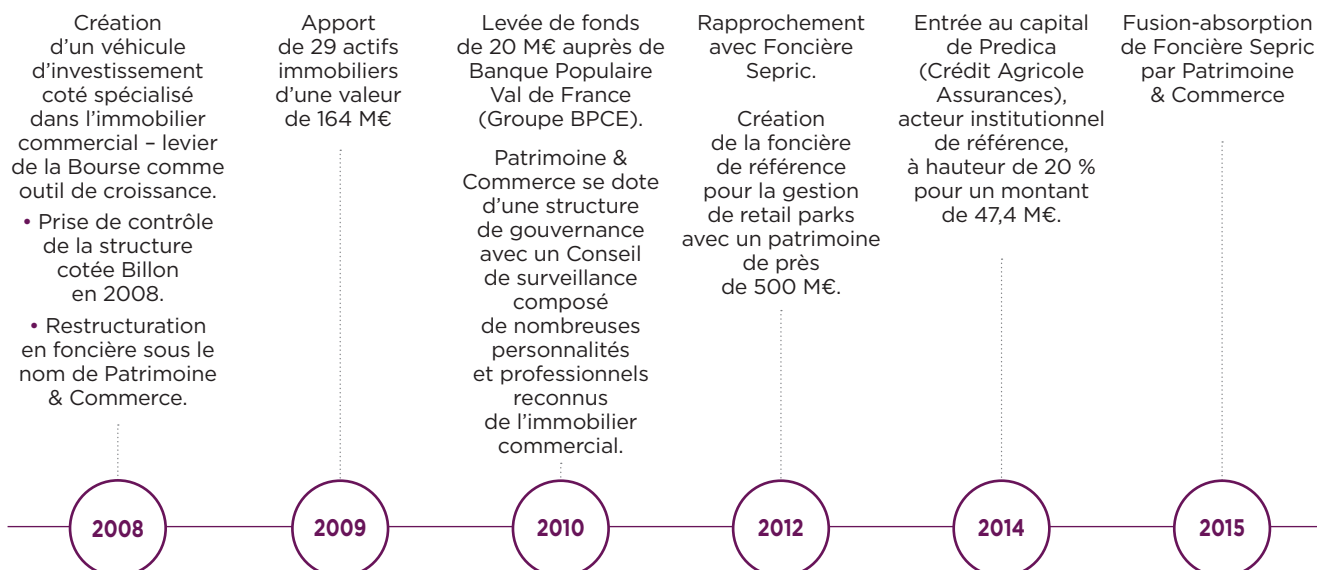 Création
d'un véhicule
d'investissement
coté spécialisé
dans l'immobilier
commercial – levier
de la Bourse comme
outil de croissance.
• Prise de contrôle
de la structure
cotée Billon
en 2008.
• Restructuration
en foncière sous le
nom de Patrimoine
& Commerce.
2008
Apport
de 29 actifs
immobiliers
d'une valeur
de 164 M€
2009
Levée de fonds
de 20 M€ auprès de
Banque Populaire
Val de France
(Groupe BPCE).
Patrimoine &
Commerce se dote
d'une structure
de gouvernance
avec un Conseil
de surveillance
composé
de nombreuses
personnalités
et professionnels
reconnus
de l'immobilier
commercial.
2010
Rapprochement
avec Foncière
Sepric.
Création
de la foncière
de référence
pour la gestion
de retail parks
avec un patrimoine
de près
de 500 M€.
2012
Entrée au capital
de Predica
(Crédit Agricole
Assurances),
acteur institutionnel
de référence,
à hauteur de 20 %
pour un montant
de 47,4 M€.
2014
Fusion-absorption
de Foncière Sepric
par Patrimoine
& Commerce
2015